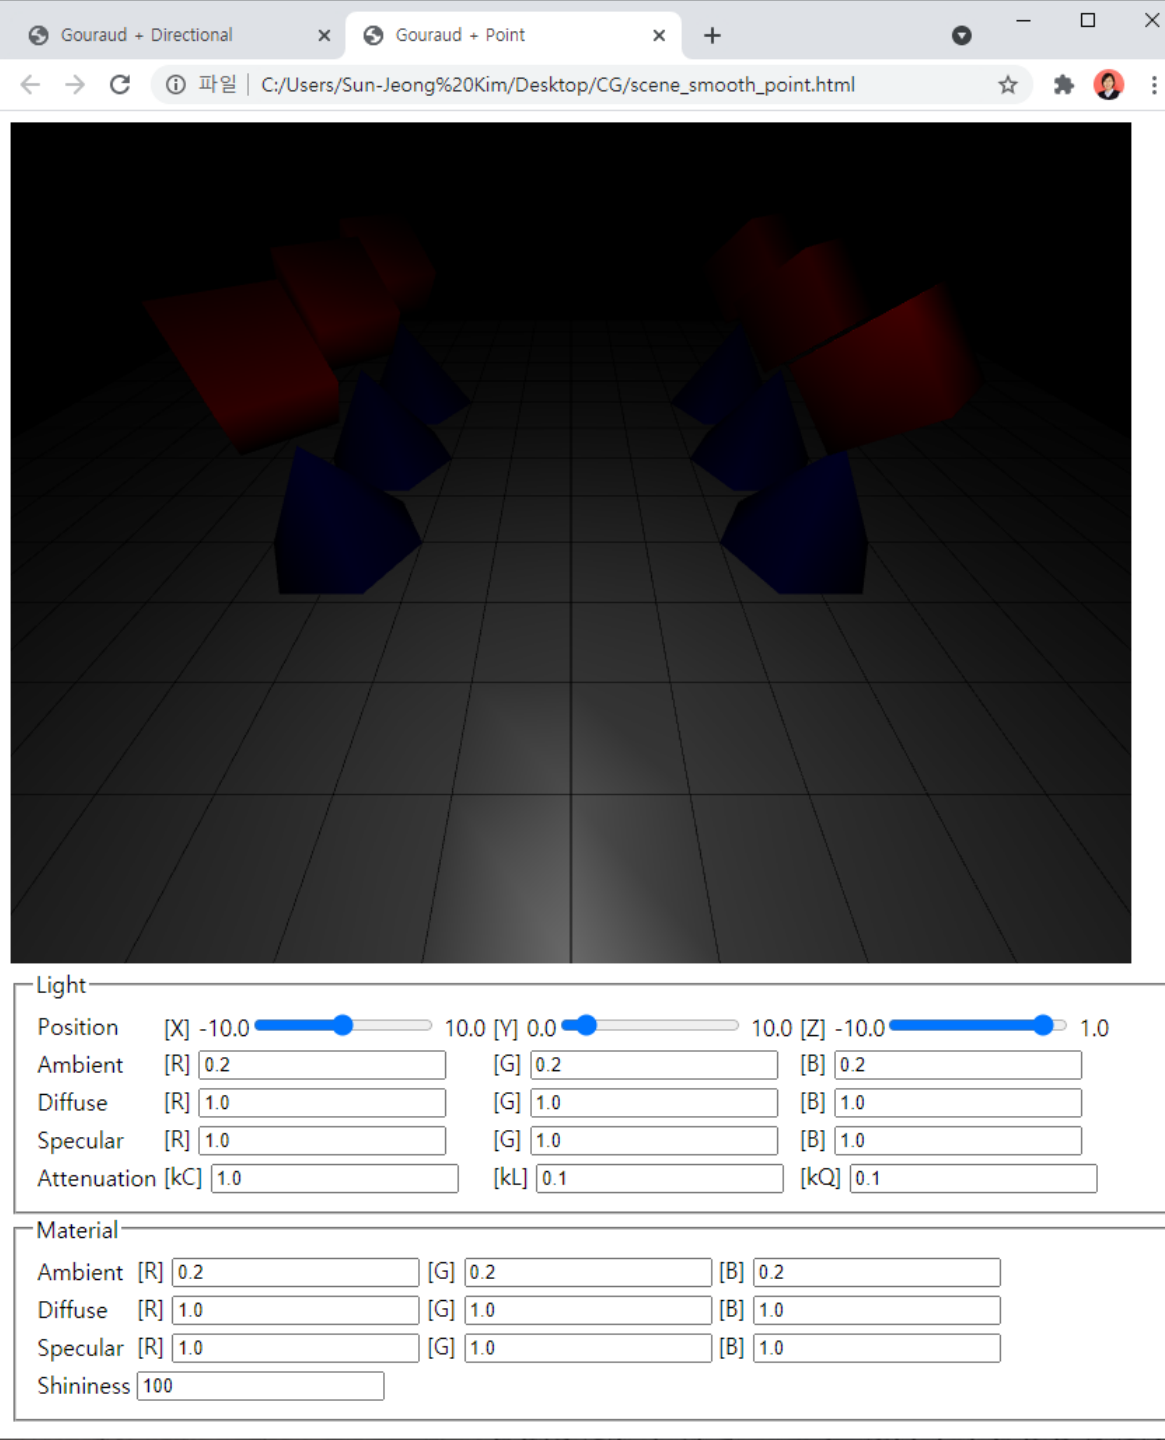 Gouraud + Directional
Gouraud + Point
파일 C:/Users/Sun-Jeong%20Kim/Desktop/CG/scene_smooth_point.html
Light
Position [X] -10.0 10.0 [Y] 0.0 10.0 [Z] -10.0 1.0
Ambient [R] 0.2 [G] 0.2 [B] 0.2
Diffuse [R] 1.0 [G] 1.0 [B] 1.0
Specular [R] 1.0 [G] 1.0 [B] 1.0
Attenuation [kC] 1.0 [kL] 0.1 [kQ] 0.1
Material
Ambient [R] 0.2 [G] 0.2 [B] 0.2
Diffuse [R] 1.0 [G] 1.0 [B] 1.0
Specular [R] 1.0 [G] 1.0 [B] 1.0
Shininess 100